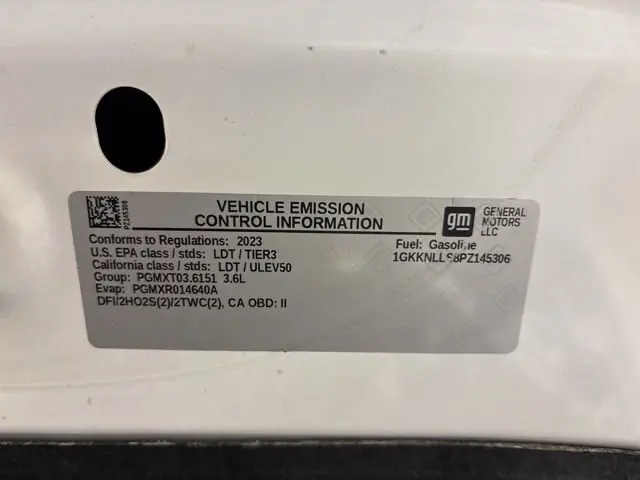 PZ145306
VEHICLE EMISSION
CONTROL INFORMATION
gm
GENERAL
MOTORS
LLC
Conforms to Regulations: 2023
U.S. EPA class / stds: LDT / TIER3
California class / stds: LDT / ULEV50
Group: PGMXT03.6151 3.6L
Evap: PGMXR014640A
DFI/2HO2S(2)/2TWC(2), CA OBD: II
Fuel: Gasoline
1GKKNLLS8PZ145306